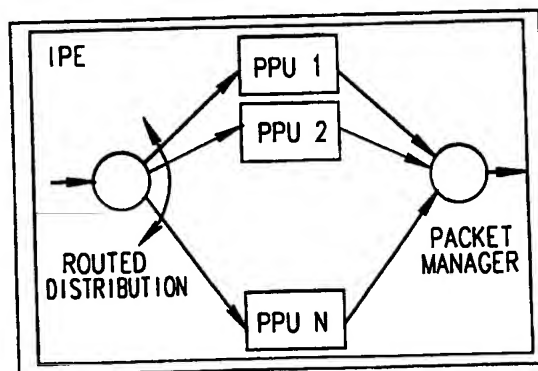 IPE
PPU 1
PPU 2
ROUTED
DISTRIBUTION
PACKET
MANAGER
PPU N